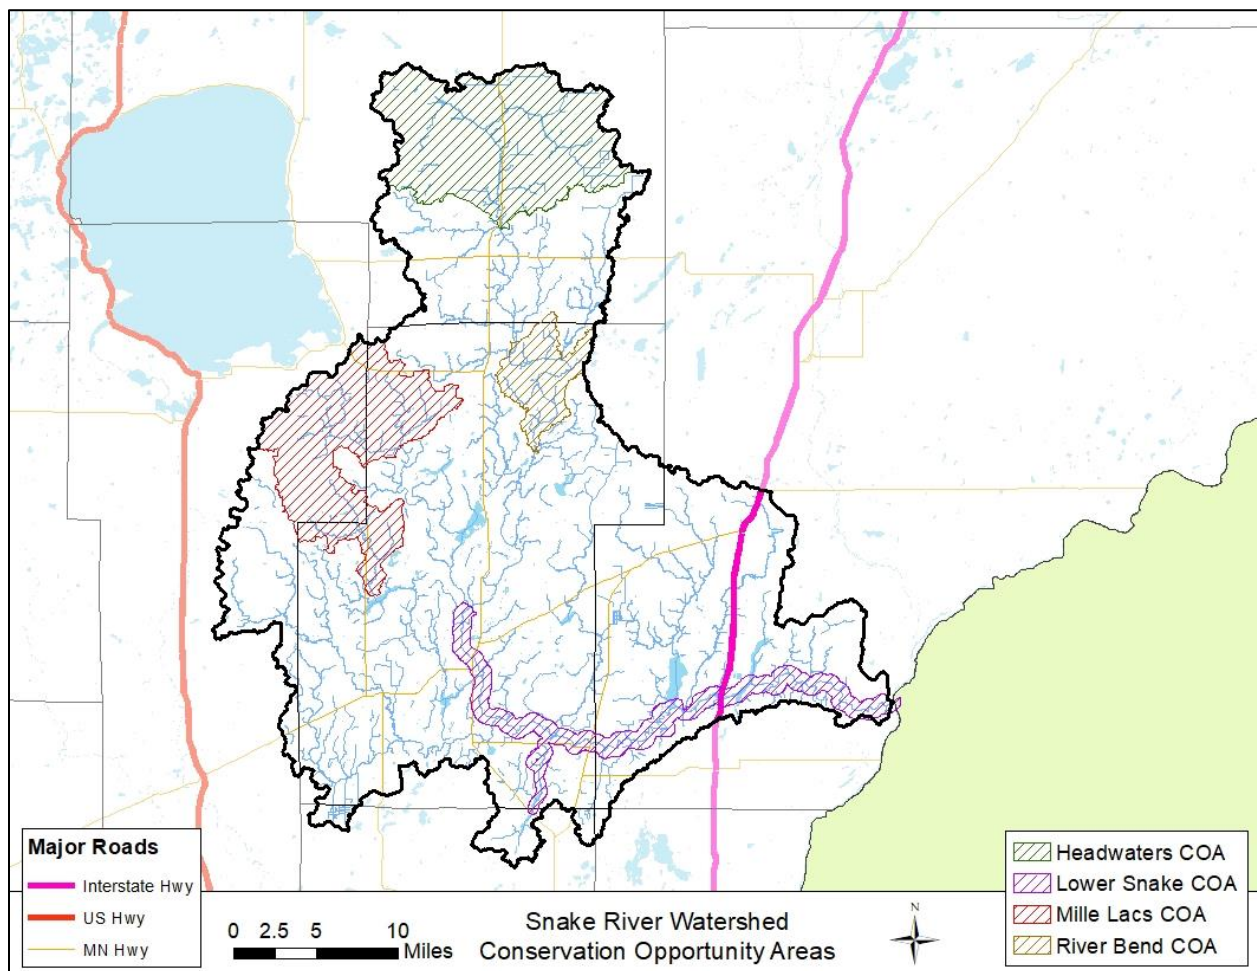 Major Roads
Interstate Hwy
US Hwy
MN Hwy
0 2.5 5 10
Miles
Snake River Watershed
Conservation Opportunity Areas
N
Headwaters COA
Lower Snake COA
Mille Lacs COA
River Bend COA